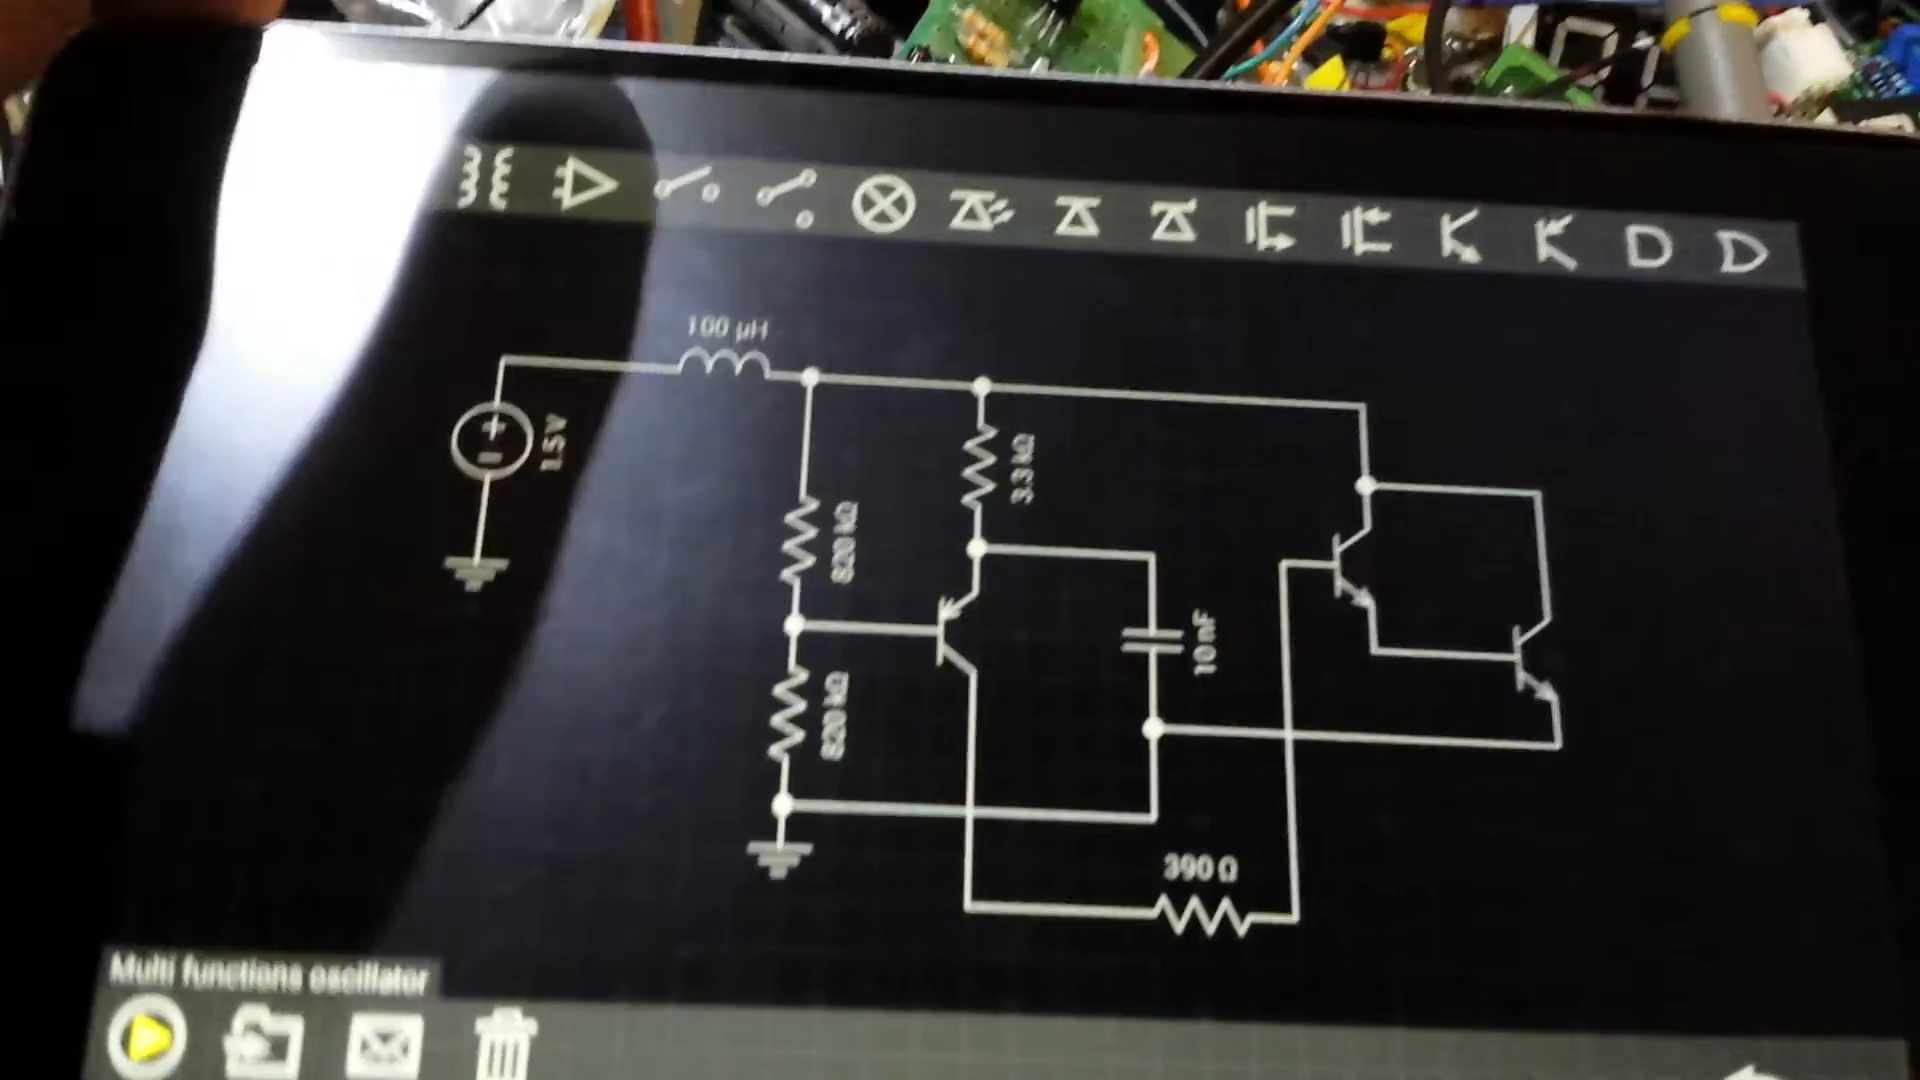 100 µH
1.5V
3.3 kΩ
820 kΩ
10 nF
820 kΩ
390 Ω
Multi functions oscillator